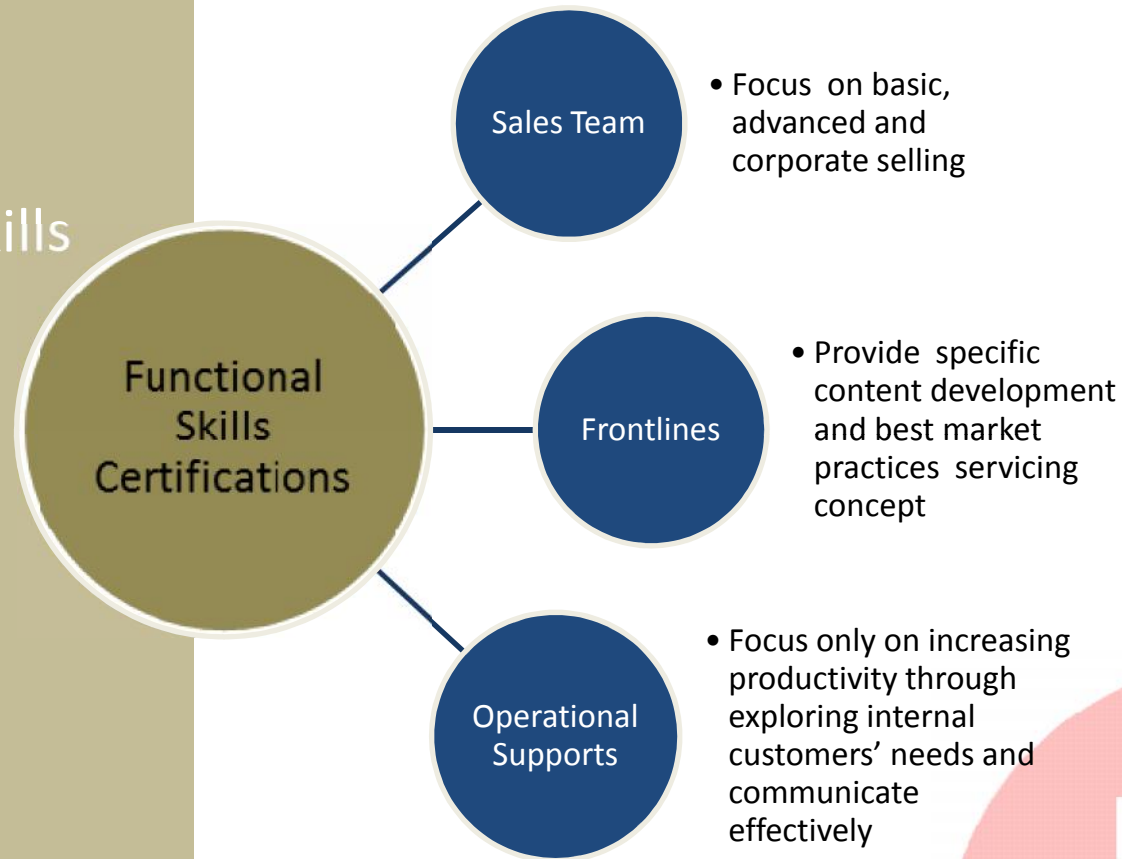 Sales Team
• Focus on basic,
advanced and
corporate selling
ills
Functional
Skills
Certifications
Frontlines
• Provide specific
content development
and best market
practices servicing
concept
Operational
Supports
• Focus only on increasing
productivity through
exploring internal
customers’ needs and
communicate
effectively